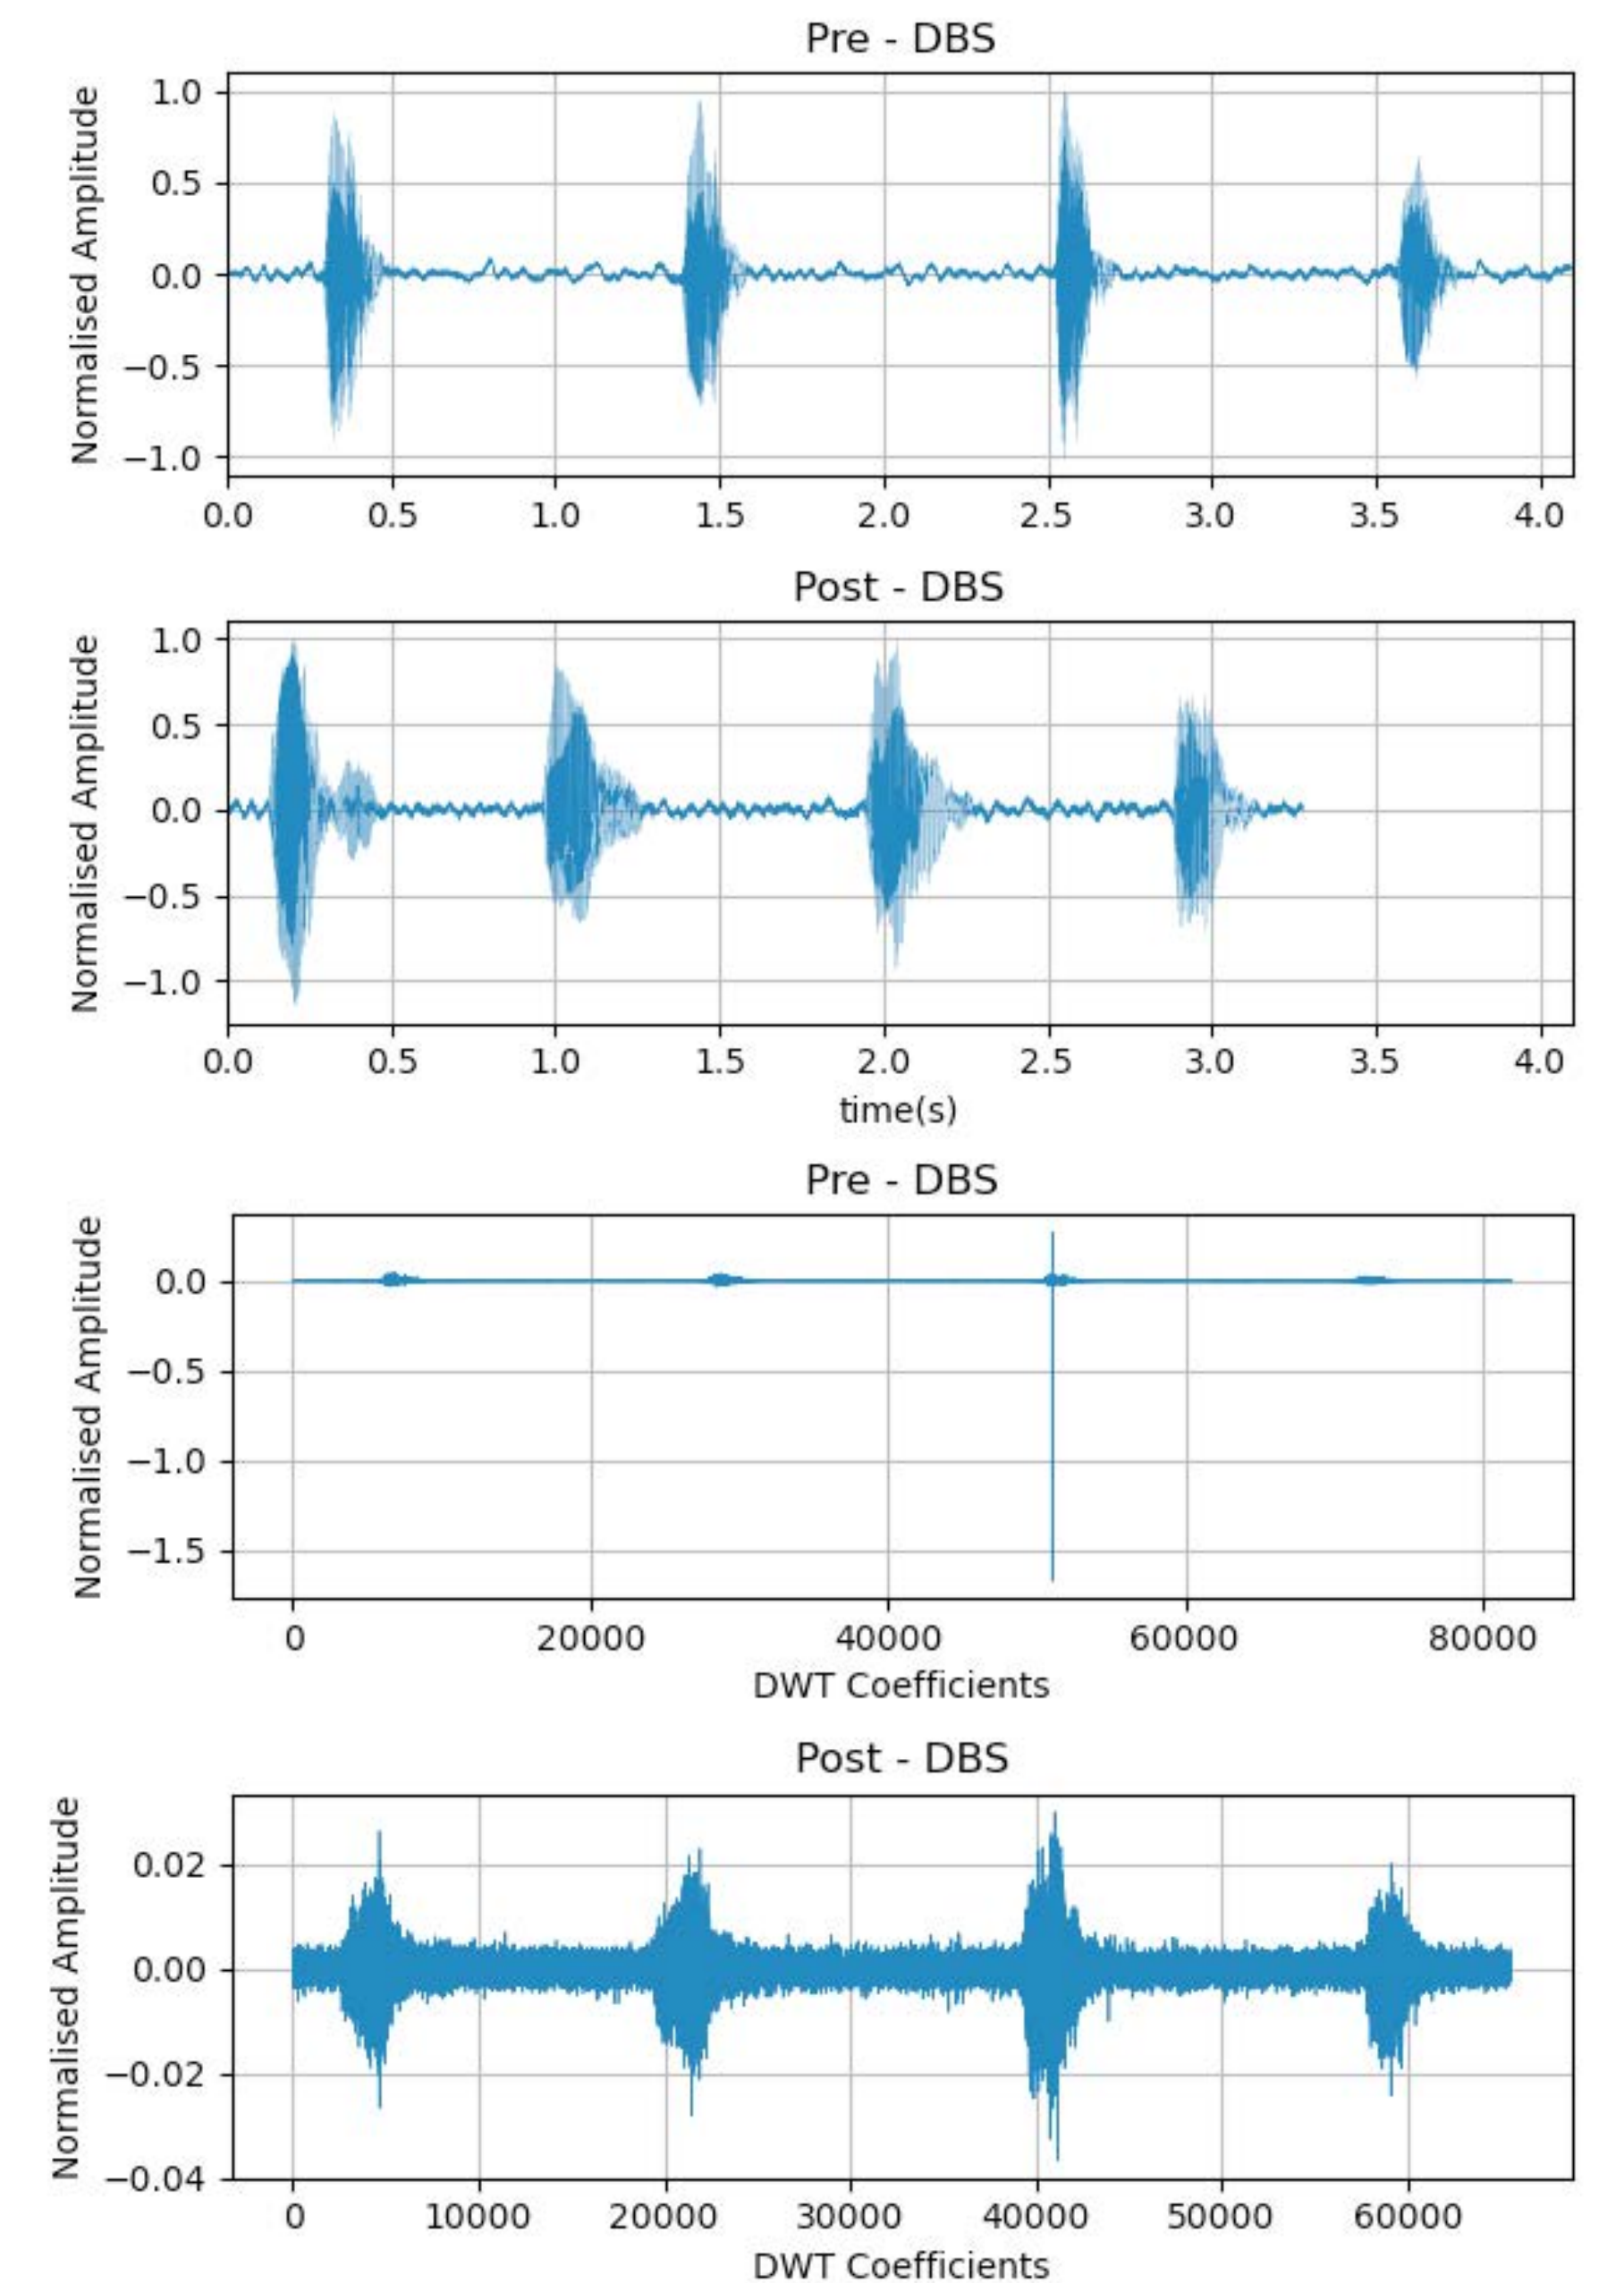 Pre - DBS
Normalised Amplitude
1.0
0.5
0.0
−0.5
−1.0
0.0 0.5 1.0 1.5 2.0 2.5 3.0 3.5 4.0
Post - DBS
Normalised Amplitude
1.0
0.5
0.0
−0.5
−1.0
0.0 0.5 1.0 1.5 2.0 2.5 3.0 3.5 4.0
time(s)
Pre - DBS
Normalised Amplitude
0.0
−0.5
−1.0
−1.5
0 20000 40000 60000 80000
DWT Coefficients
Post - DBS
Normalised Amplitude
0.02
0.00
−0.02
−0.04
0 10000 20000 30000 40000 50000 60000
DWT Coefficients